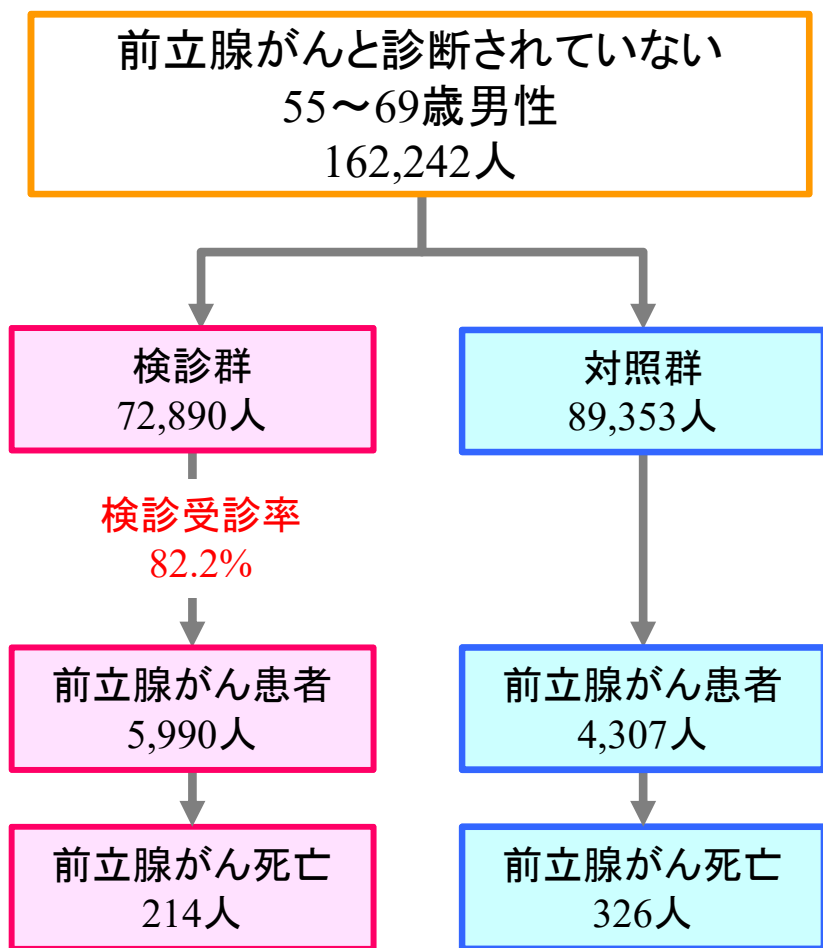 前立腺がんと診断されていない
55～69歳男性
162,242人
検診群
72,890人
対照群
89,353人
検診受診率
82.2%
前立腺がん患者
5,990人
前立腺がん患者
4,307人
前立腺がん死亡
214人
前立腺がん死亡
326人